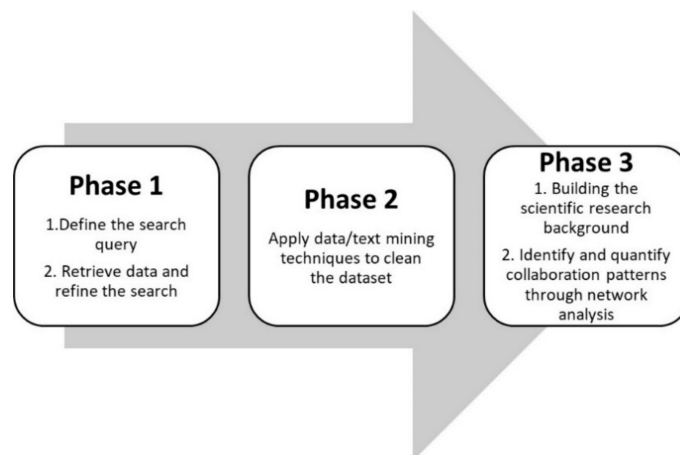 Phase 1
1.Define the search
query
2. Retrieve data and
refine the search
Phase 2
Apply data/text mining
techniques to clean
the dataset
Phase 3
1. Building the
scientific research
background
2. Identify and quantify
collaboration patterns
through network
analysis